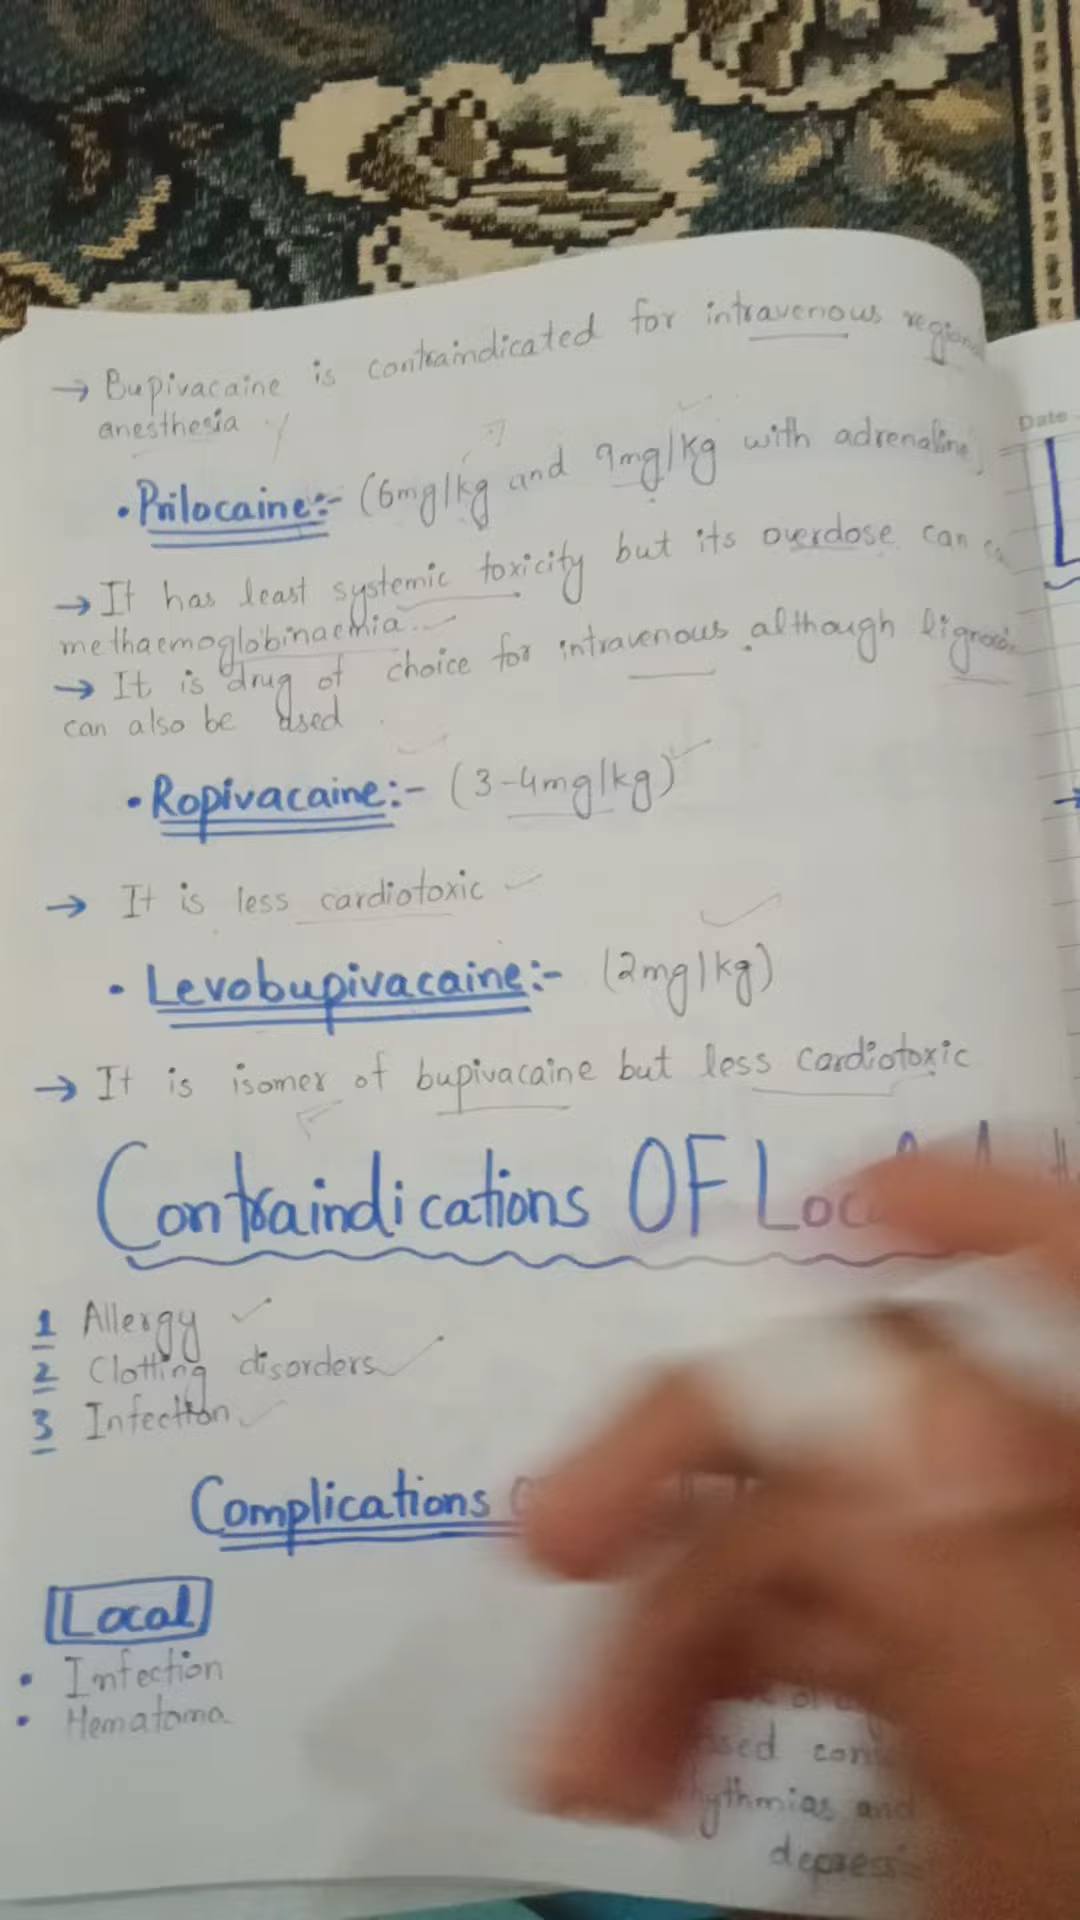 → Bupivacaine is contraindicated for intravenous
anesthesia
• Prilocaine:- (6mg/kg and 9mg/kg with adrenaline)
→ It has least systemic toxicity but its overdose can
methaemoglobinaemia.
→ It is drug of choice for intravenous although
can also be used
• Ropivacaine:- (3-4mg/kg)
→ It is less cardiotoxic
• Levobupivacaine:- (2mg/kg)
→ It is isomer of bupivacaine but less cardiotoxic
Contraindications OF
1 Allergy
2 Clotting disorders
3 Infection
Complications
Local
• Infection
• Hematoma
and
Date